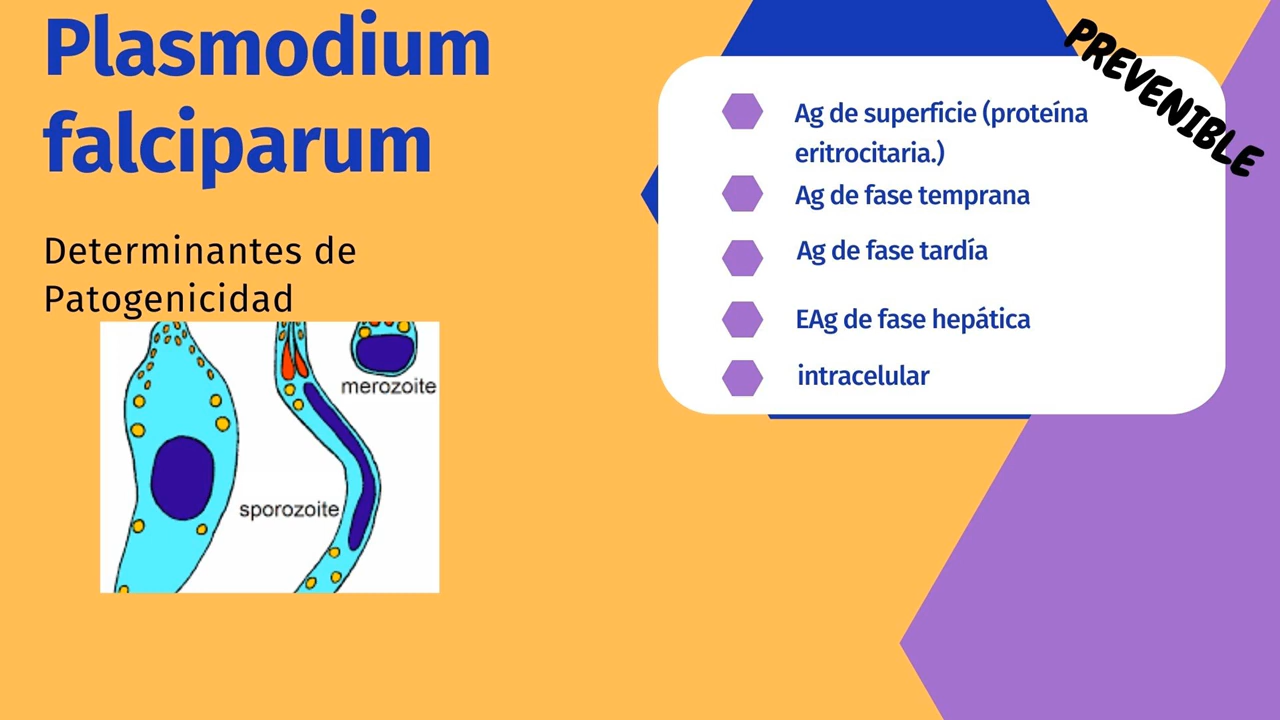 Plasmodium
falciparum
Determinantes de
Patogenicidad
merozoite
sporozoite
PREVENIBLE
Ag de superficie (proteína
eritrocitaria.)
Ag de fase temprana
Ag de fase tardía
EAg de fase hepática
intracelular